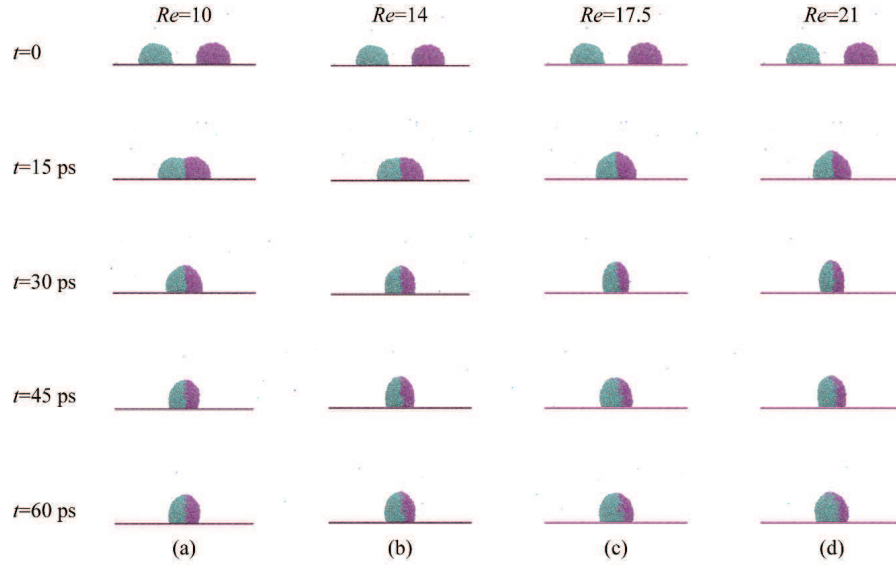 Re=10 Re=14 Re=17.5 Re=21
t=0
t=15 ps
t=30 ps
t=45 ps
t=60 ps
(a) (b) (c) (d)